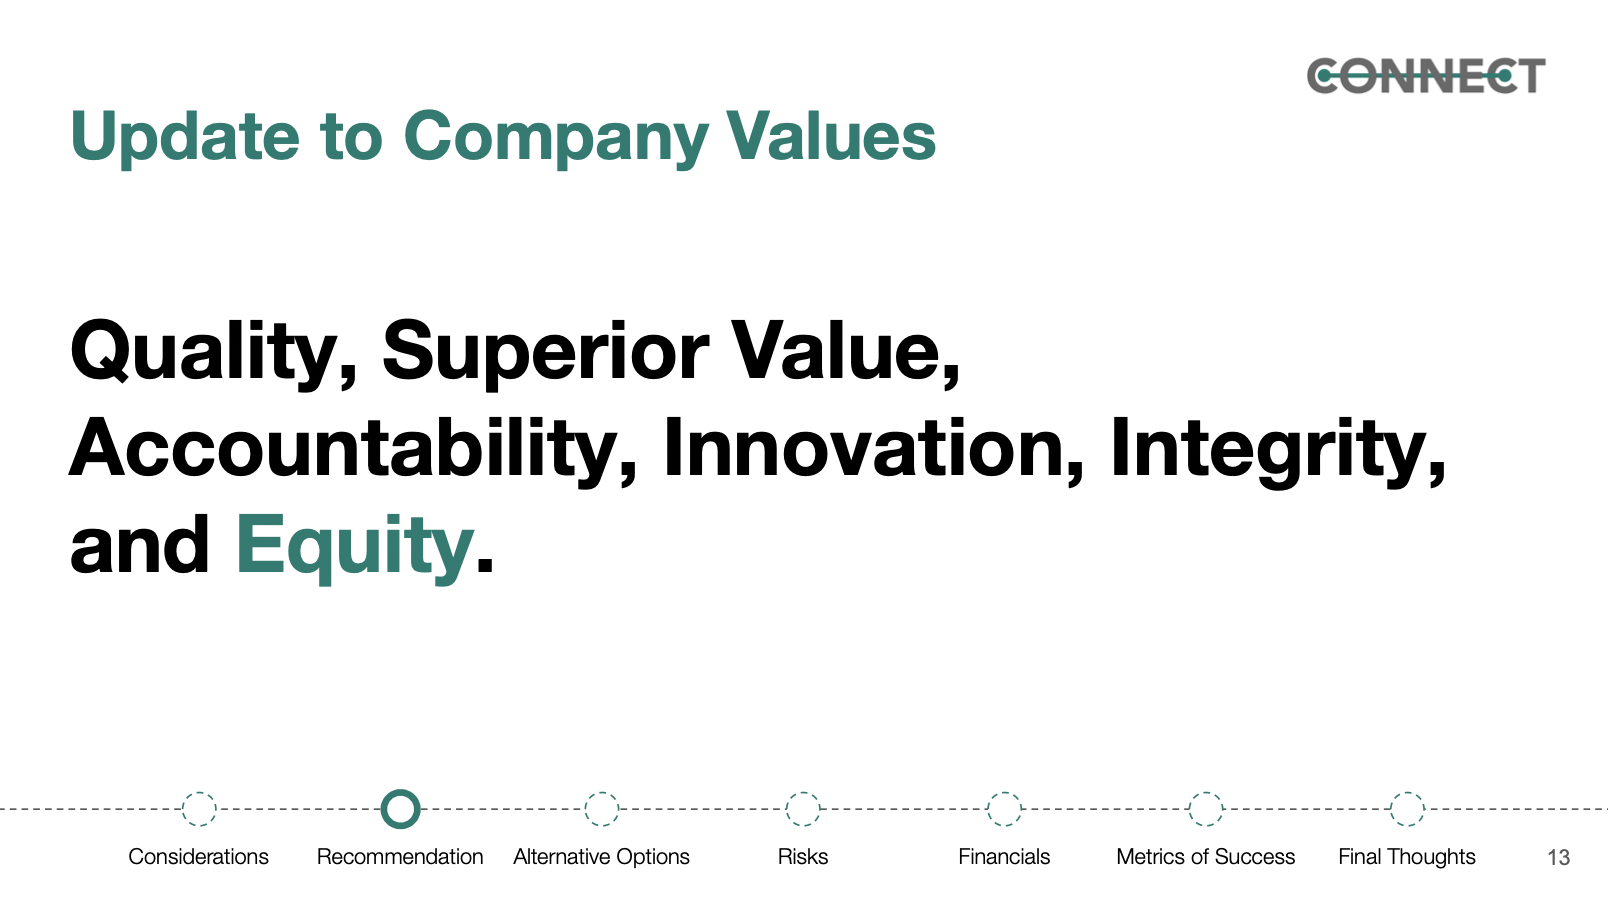 CONNECT
Update to Company Values
Quality, Superior Value,
Accountability, Innovation, Integrity,
and Equity.
Considerations
Recommendation
Alternative Options
Risks
Financials
Metrics of Success
Final Thoughts
13